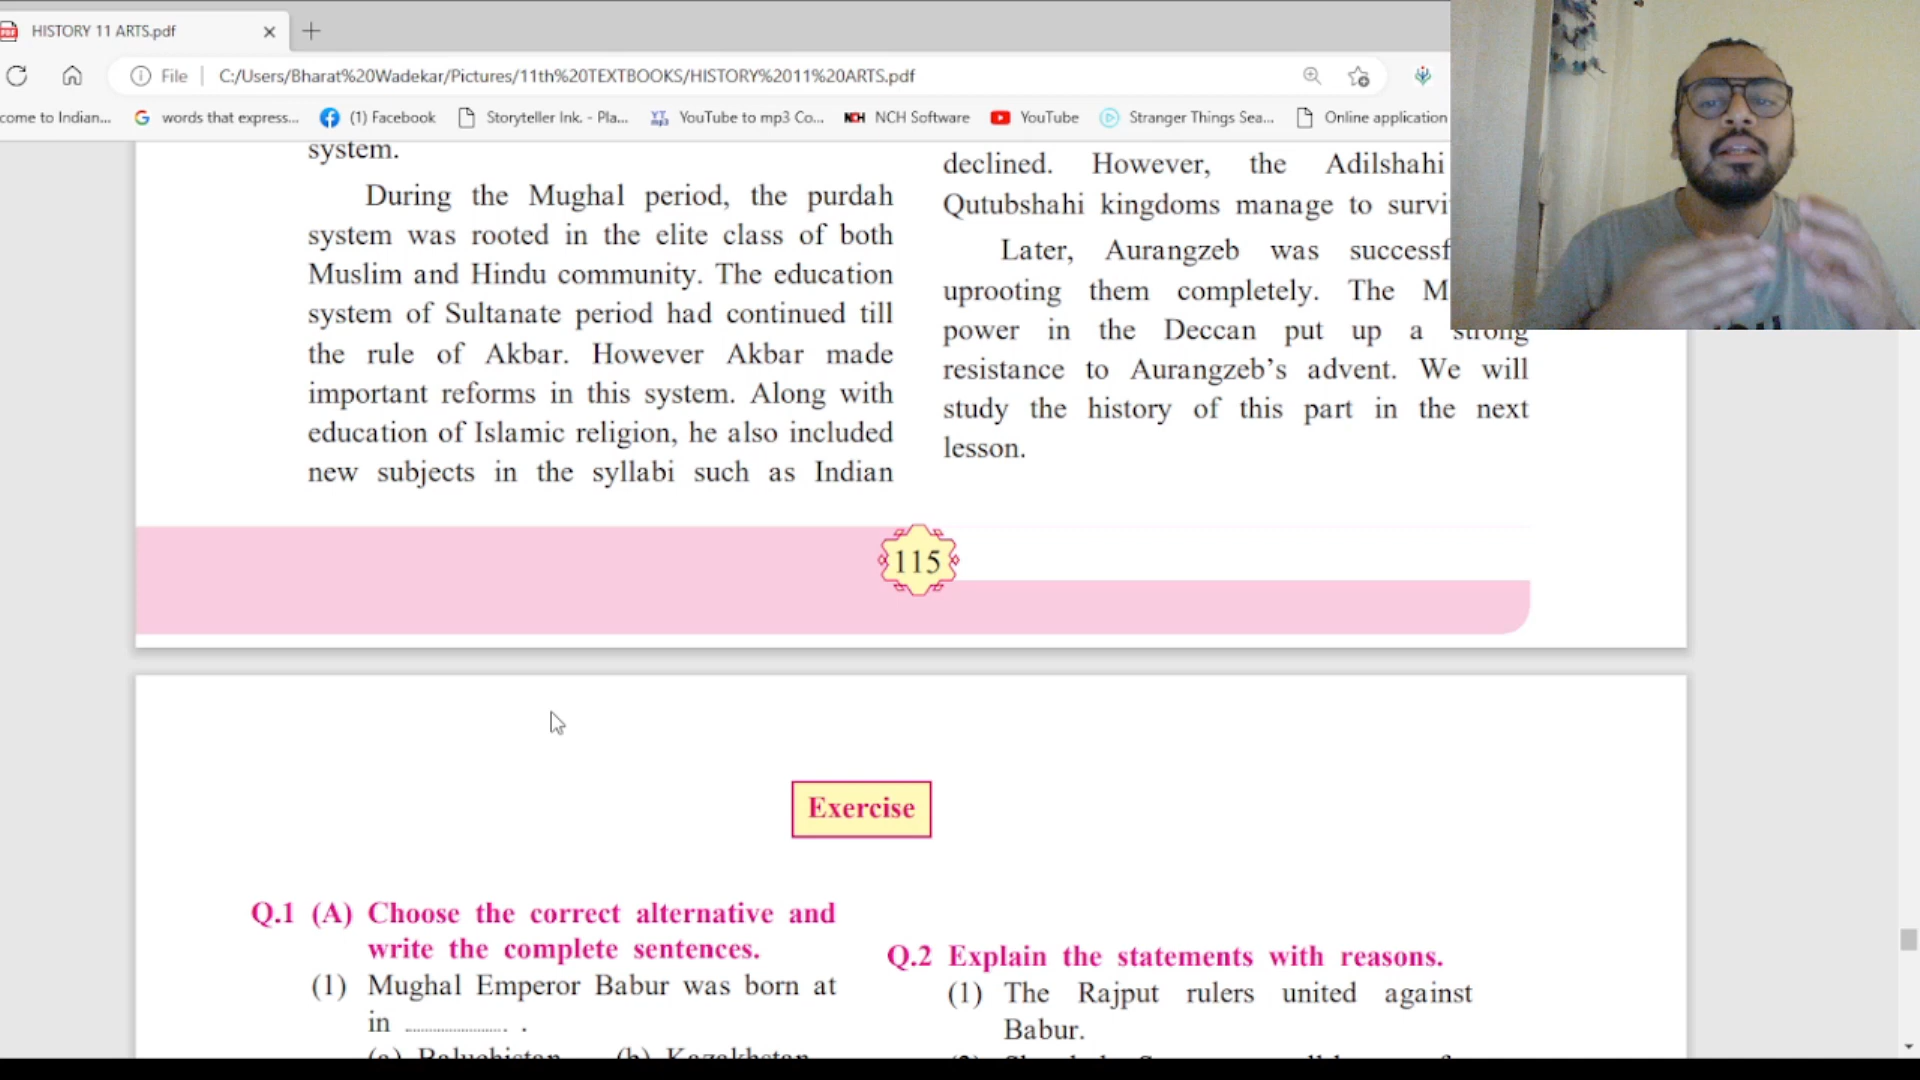 HISTORY 11 ARTS.pdf
File C:/Users/Bharat%20Wadekar/Pictures/11th%20TEXTBOOKS/HISTORY%2011%20ARTS.pdf
come to Indian... words that express... (1) Facebook Storyteller Ink. - Pla... YouTube to mp3 Co... NCH NCH Software YouTube Stranger Things Sea... Online application
system.
During the Mughal period, the purdah
system was rooted in the elite class of both
Muslim and Hindu community. The education
system of Sultanate period had continued till
the rule of Akbar. However Akbar made
important reforms in this system. Along with
education of Islamic religion, he also included
new subjects in the syllabi such as Indian
declined. However, the Adilshahi
Qutubshahi kingdoms manage to survi
Later, Aurangzeb was successf
uprooting them completely. The M
power in the Deccan put up a strong
resistance to Aurangzeb's advent. We will
study the history of this part in the next
lesson.
115
Exercise
Q.1 (A) Choose the correct alternative and
write the complete sentences.
(1) Mughal Emperor Babur was born at
in ...................... .
(a) Baluchistan (b) Kazakhstan
Q.2 Explain the statements with reasons.
(1) The Rajput rulers united against
Babur.